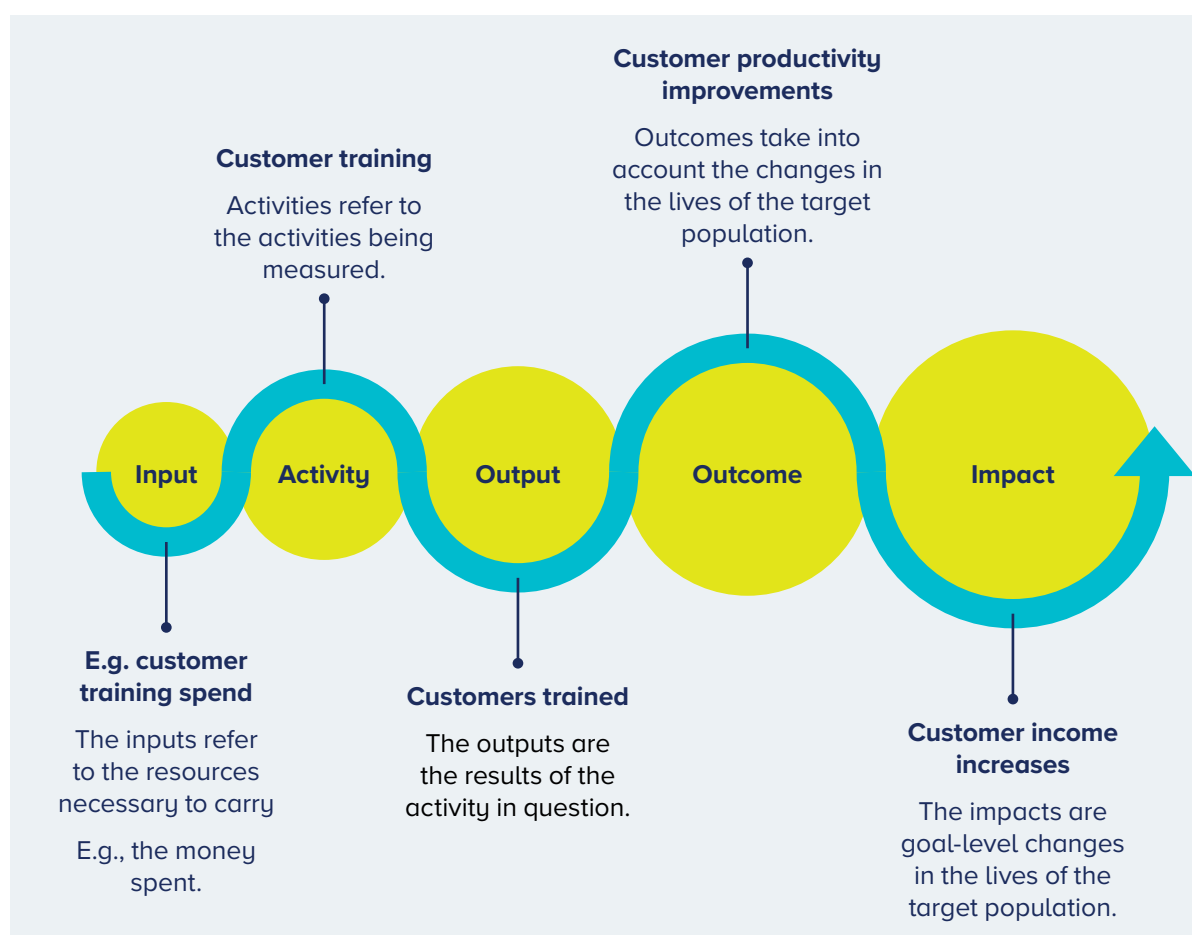 Customer productivity
improvements
Outcomes take into
account the changes in
the lives of the target
population.
Customer training
Activities refer to
the activities being
measured.
Input
Activity
Output
Outcome
Impact
E.g. customer
training spend
The inputs refer
to the resources
necessary to carry
E.g., the money
spent.
Customers trained
The outputs are
the results of the
activity in question.
Customer income
increases
The impacts are
goal-level changes
in the lives of the
target population.